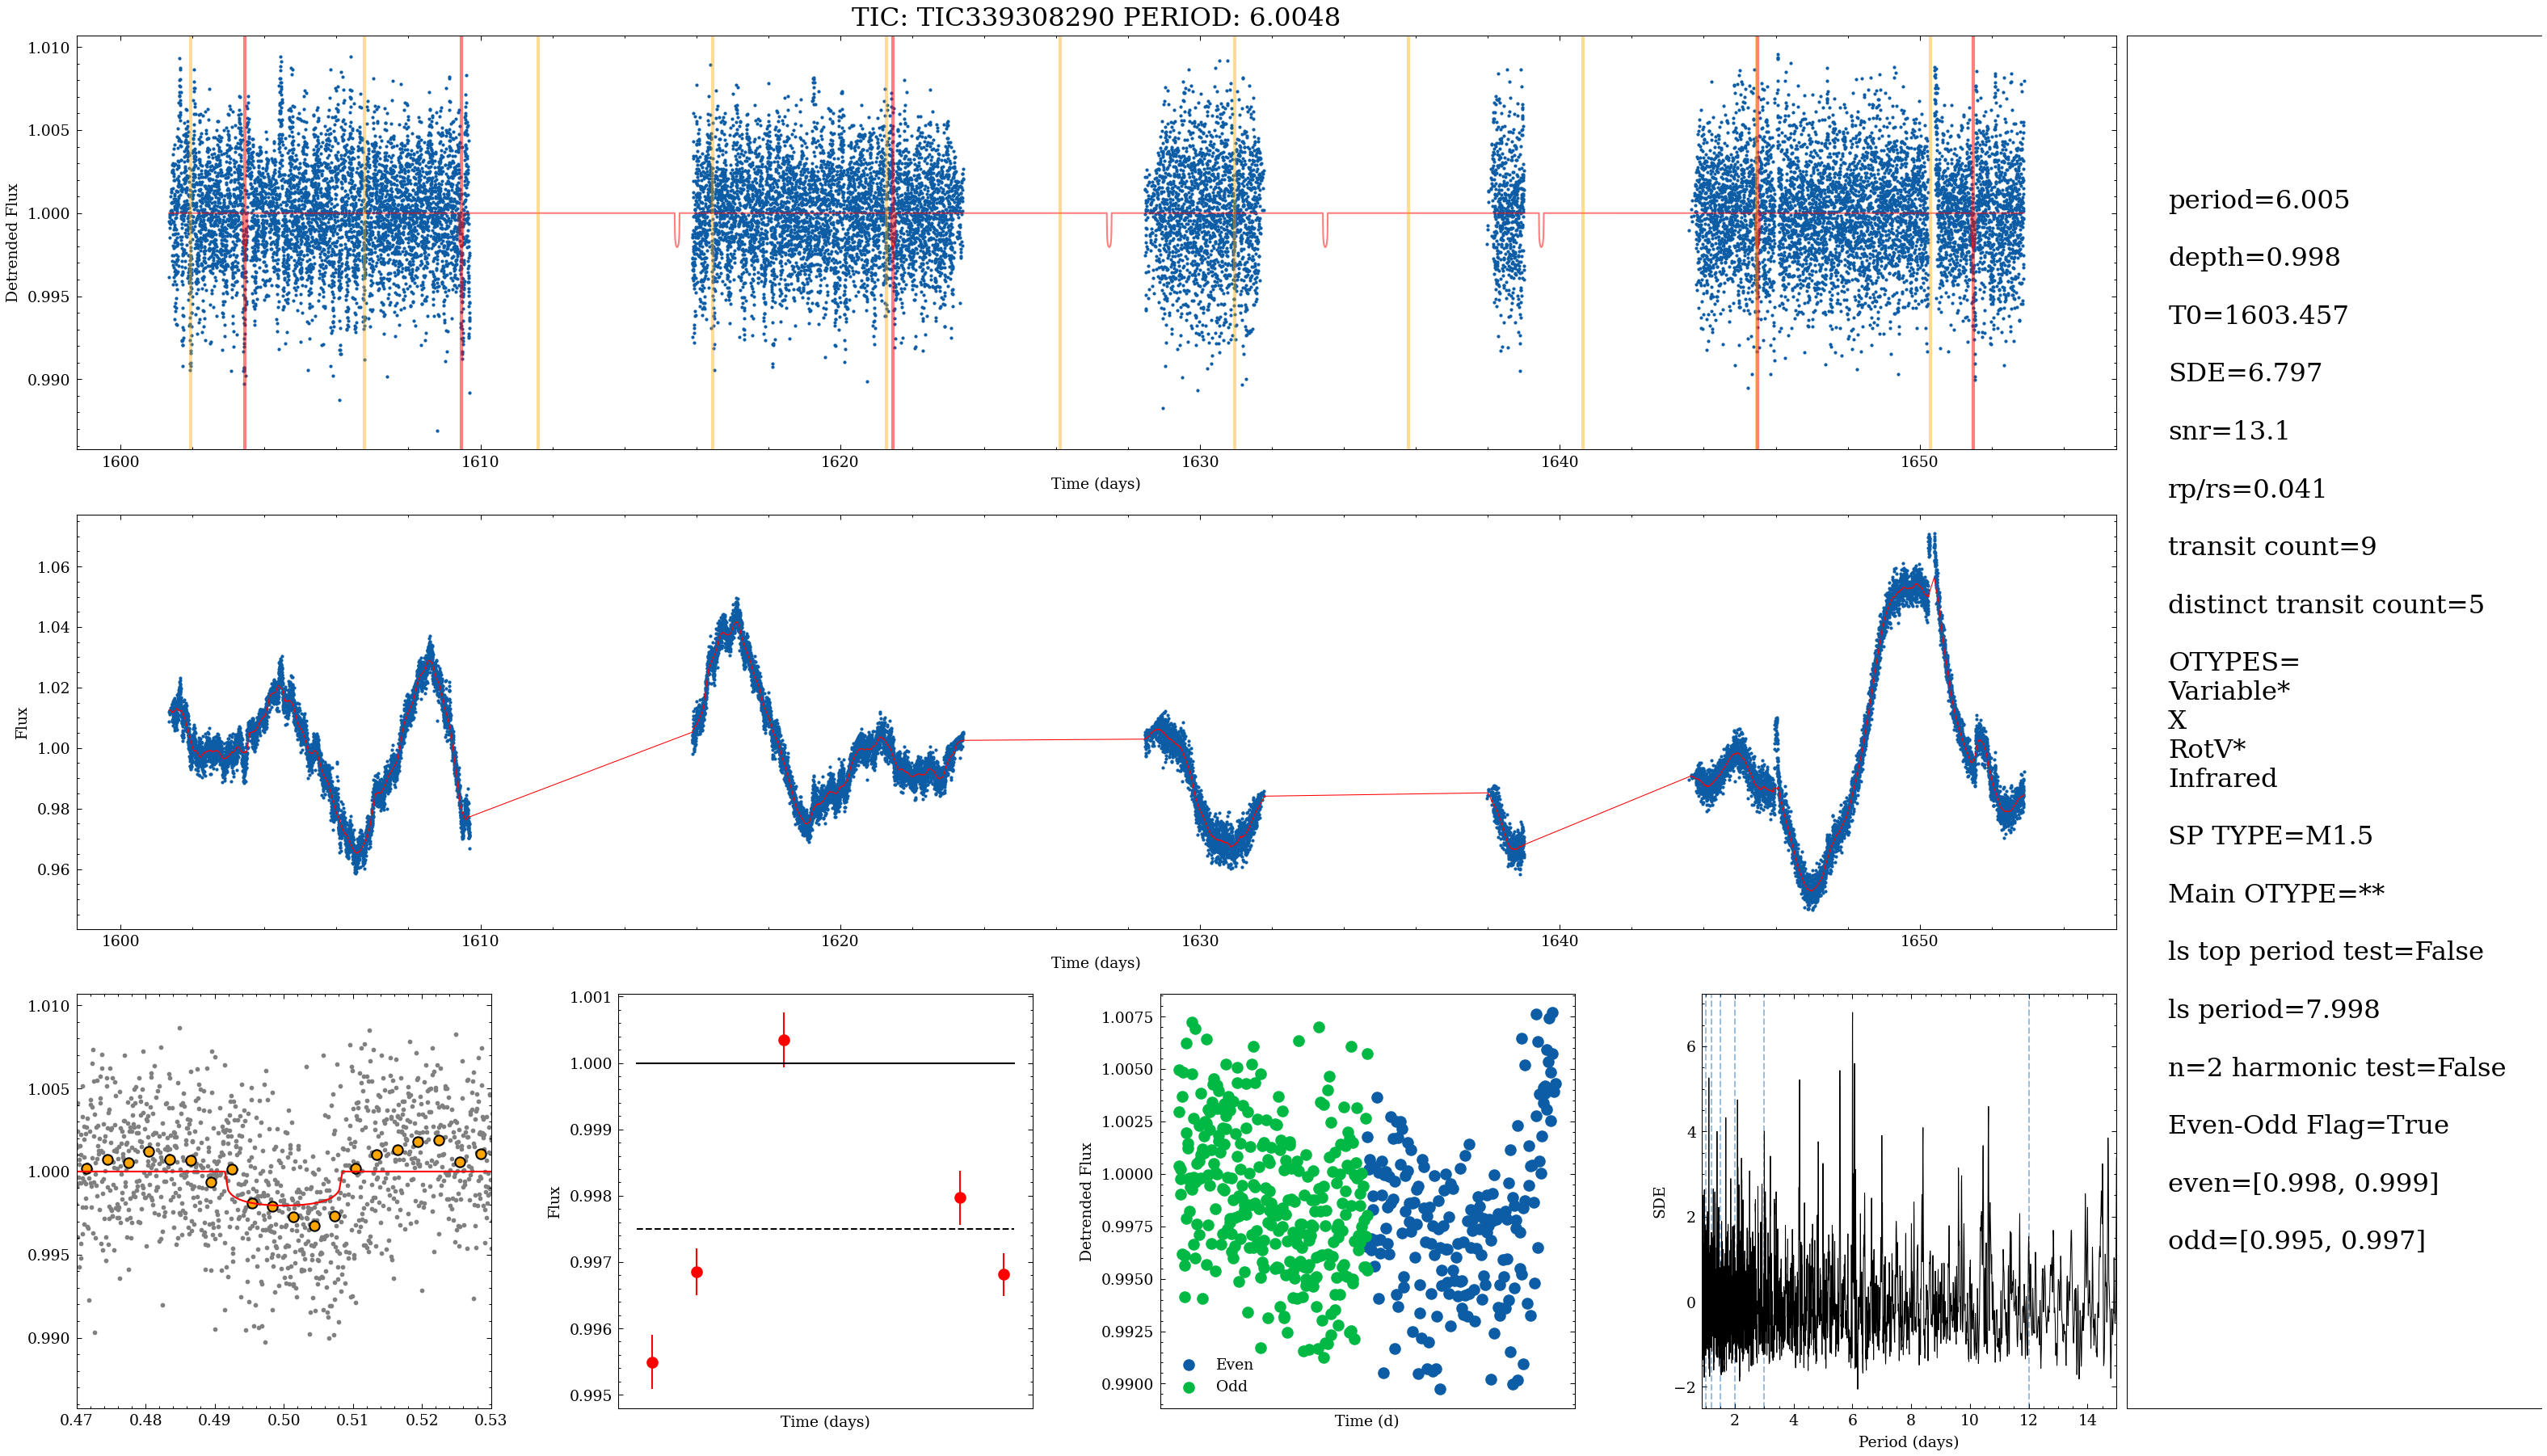 TIC: TIC339308290 PERIOD: 6.0048
1.010
1.005
1.000
0.995
0.990
Detrended Flux
1600
1610
1620
1630
1640
1650
Time (days)
1.06
1.04
1.02
1.00
0.98
0.96
Flux
1600
1610
1620
1630
1640
1650
Time (days)
1.010
1.005
1.000
0.995
0.990
0.47
0.48
0.49
0.50
0.51
0.52
0.53
1.001
1.000
0.999
0.998
0.997
0.996
0.995
Flux
Time (days)
1.0075
1.0050
1.0025
1.0000
0.9975
0.9950
0.9925
0.9900
Detrended Flux
Even
Odd
Time (d)
6
4
2
0
−2
SDE
2
4
6
8
10
12
14
Period (days)
period=6.005
depth=0.998
T0=1603.457
SDE=6.797
snr=13.1
rp/rs=0.041
transit count=9
distinct transit count=5
OTYPES=
Variable*
X
RotV*
Infrared
SP TYPE=M1.5
Main OTYPE=**
ls top period test=False
ls period=7.998
n=2 harmonic test=False
Even-Odd Flag=True
even=[0.998, 0.999]
odd=[0.995, 0.997]